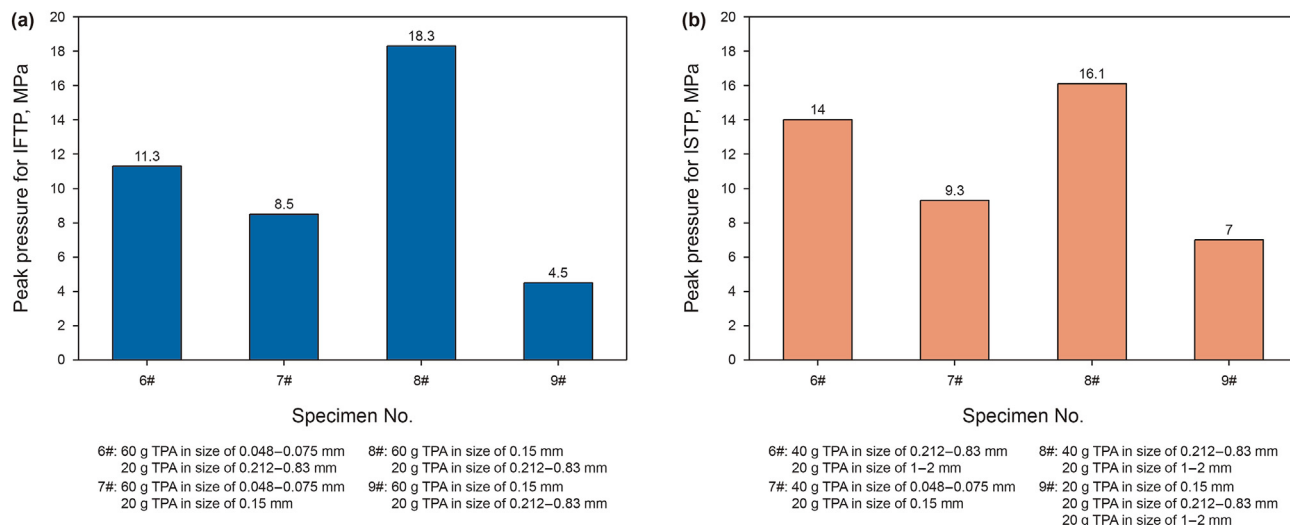 (a)
20
18
16
14
12
10
8
6
4
2
0
Peak pressure for IFTP, MPa
11.3
8.5
18.3
4.5
6#
7#
8#
9#
Specimen No.
6#: 60 g TPA in size of 0.048–0.075 mm
20 g TPA in size of 0.212–0.83 mm
7#: 60 g TPA in size of 0.048–0.075 mm
20 g TPA in size of 0.15 mm
8#: 60 g TPA in size of 0.15 mm
20 g TPA in size of 0.212–0.83 mm
9#: 60 g TPA in size of 0.15 mm
20 g TPA in size of 0.212–0.83 mm
(b)
20
18
16
14
12
10
8
6
4
2
0
Peak pressure for ISTP, MPa
14
9.3
16.1
7
6#
7#
8#
9#
Specimen No.
6#: 40 g TPA in size of 0.212–0.83 mm
20 g TPA in size of 1–2 mm
7#: 40 g TPA in size of 0.048–0.075 mm
20 g TPA in size of 0.15 mm
8#: 40 g TPA in size of 0.212–0.83 mm
20 g TPA in size of 1–2 mm
9#: 20 g TPA in size of 0.15 mm
20 g TPA in size of 0.212–0.83 mm
20 g TPA in size of 1–2 mm